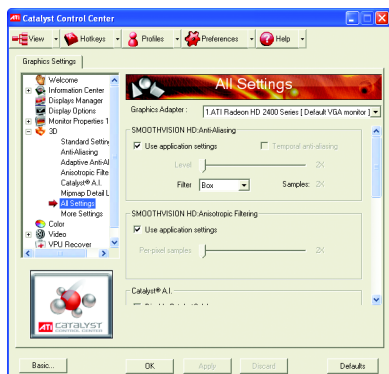 ATI Catalyst Control Center
View Hotkeys Profiles Preferences Help
Graphics Settings
Welcome
Information Center
Displays Manager
Display Options
Monitor Properties 1
3D
Standard Settin
Anti-Aliasing
Adaptive Anti-Al
Anisotropic Filte
Catalyst® A.I.
Mipmap Detail L
All Settings
More Settings
Color
Video
VPU Recover
ATI CATALYST
CONTROL CENTER
All Settings
Graphics Adapter :
1.ATI Radeon HD 2400 Series [ Default VGA monitor ]
SMOOTHVISION HD:Anti-Aliasing
Use application settings
Temporal anti-aliasing
Level: 2X
Filter Box Samples: 2X
SMOOTHVISION HD:Anisotropic Filtering
Use application settings
Per-pixel samples: 2X
Catalyst® A.I.
Basic... OK Apply Discard Defaults